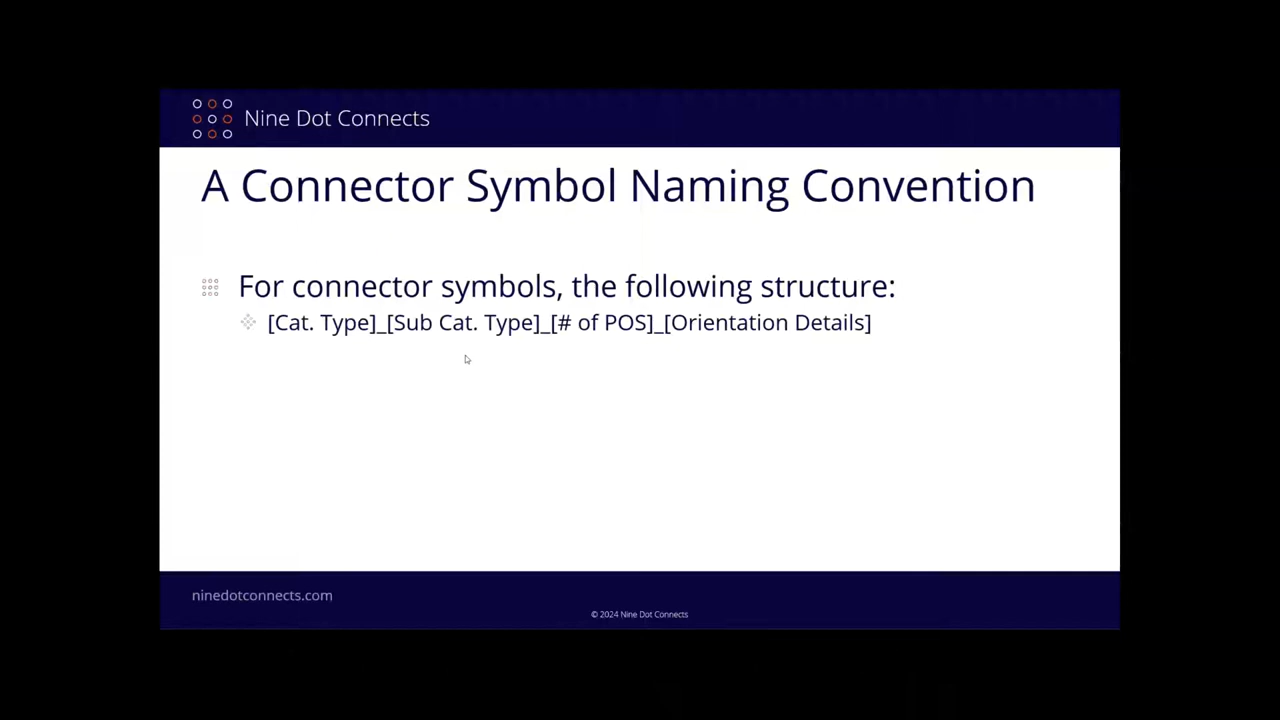 Nine Dot Connects
A Connector Symbol Naming Convention
For connector symbols, the following structure:
[Cat. Type]_[Sub Cat. Type]_[# of POS]_[Orientation Details]
ninedotconnects.com
© 2024 Nine Dot Connects